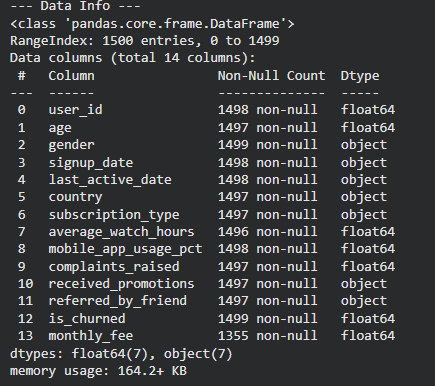 --- Data Info ---
<class 'pandas.core.frame.DataFrame'>
RangeIndex: 1500 entries, 0 to 1499
Data columns (total 14 columns):
 #   Column                Non-Null Count  Dtype
---  ------                --------------  -----
 0   user_id               1498 non-null   float64
 1   age                   1497 non-null   float64
 2   gender                1499 non-null   object
 3   signup_date           1498 non-null   object
 4   last_active_date      1498 non-null   object
 5   country               1497 non-null   object
 6   subscription_type     1497 non-null   object
 7   average_watch_hours   1496 non-null   float64
 8   mobile_app_usage_pct  1498 non-null   float64
 9   complaints_raised     1497 non-null   float64
 10  received_promotions   1497 non-null   object
 11  referred_by_friend    1497 non-null   object
 12  is_churned            1499 non-null   float64
 13  monthly_fee           1355 non-null   float64
dtypes: float64(7), object(7)
memory usage: 164.2+ KB